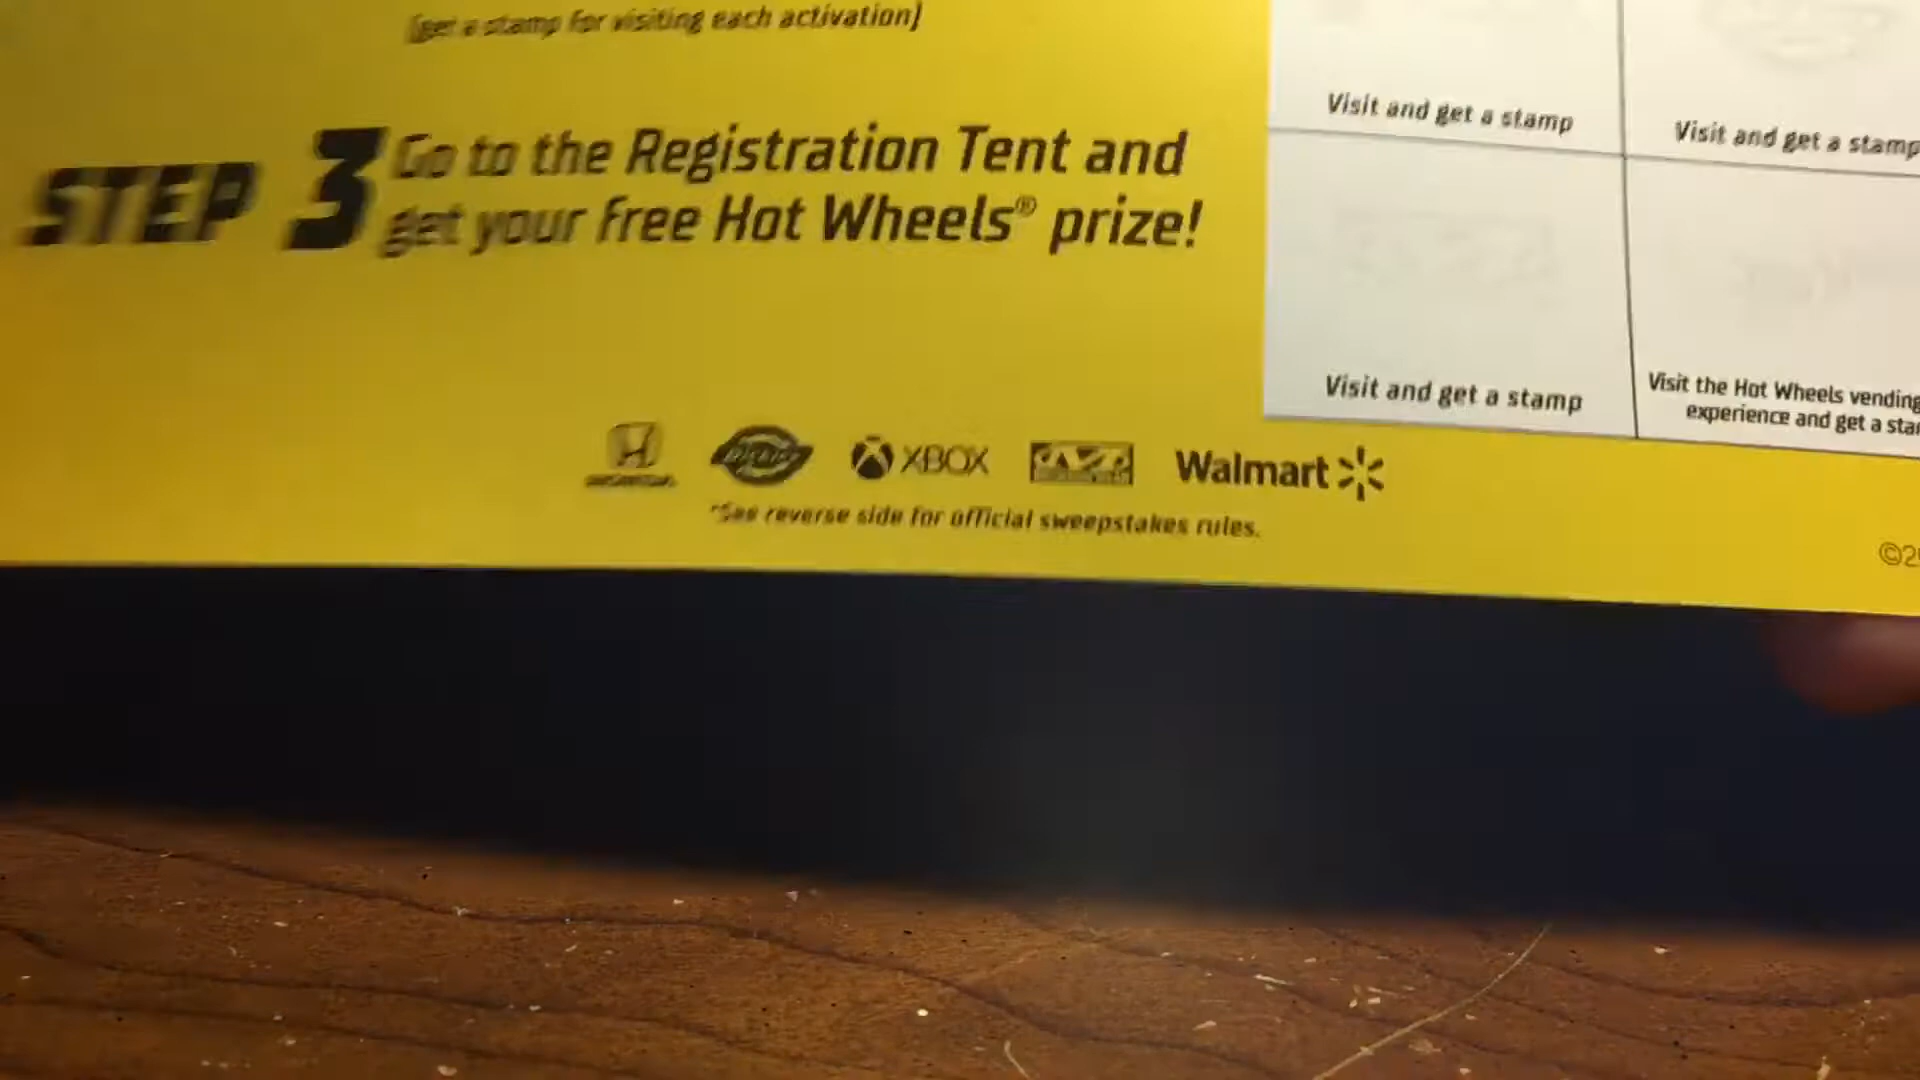 [get a stamp for visiting each activation]
STEP 3
Go to the Registration Tent and
get your free Hot Wheels® prize!
Visit and get a stamp
Visit and get a stamp
Visit and get a stamp
Visit the Hot Wheels vending
experience and get a
HONDA
Dickies
XBOX
Walmart
*See reverse side for official sweepstakes rules.